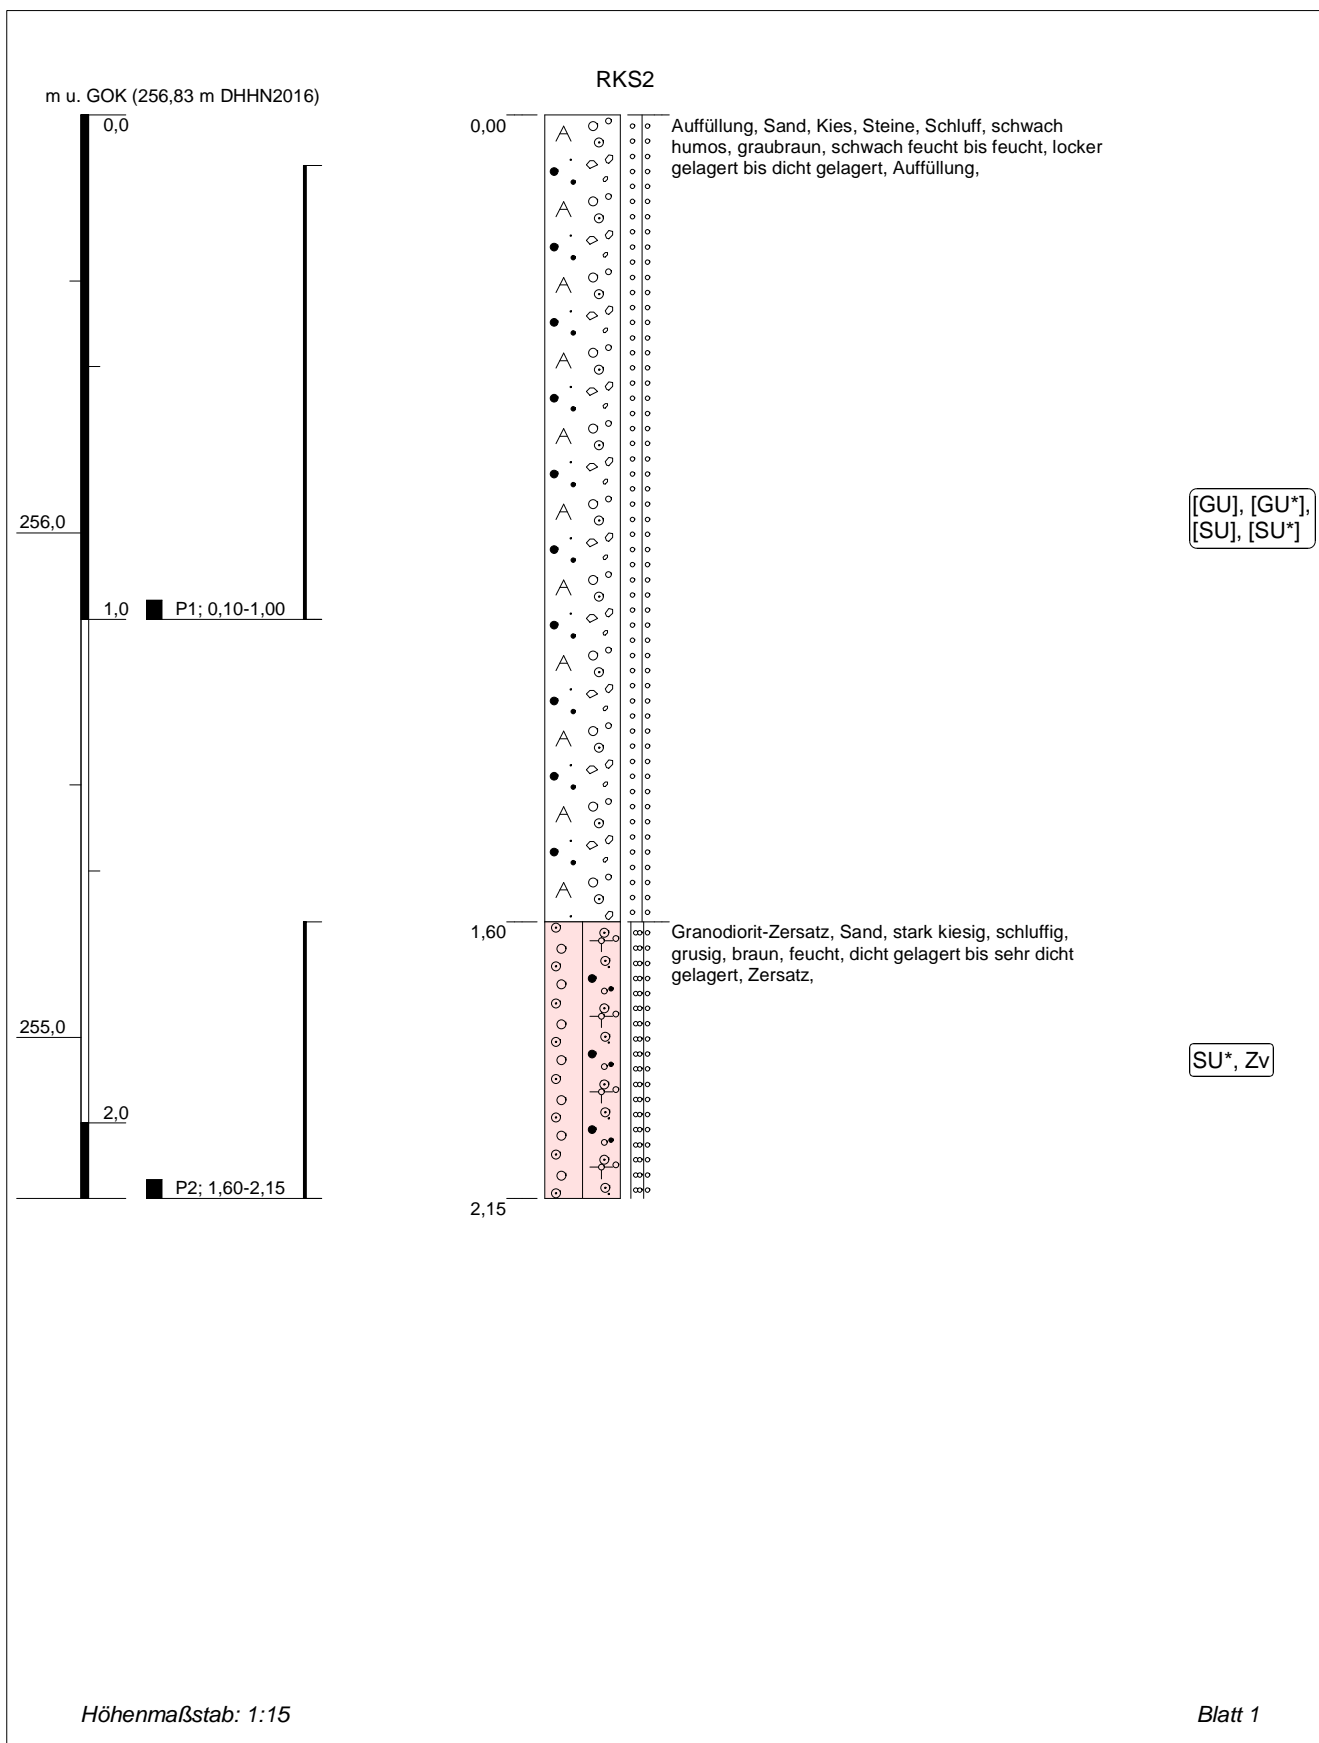 RKS2
m u. GOK (256,83 m DHHN2016)
0,0
0,00
Auffüllung, Sand, Kies, Steine, Schluff, schwach
humos, graubraun, schwach feucht bis feucht, locker
gelagert bis dicht gelagert, Auffüllung,
[GU], [GU*],
[SU], [SU*]
256,0
1,0
P1; 0,10-1,00
1,60
Granodiorit-Zersatz, Sand, stark kiesig, schluffig,
grusig, braun, feucht, dicht gelagert bis sehr dicht
gelagert, Zersatz,
255,0
SU*, Zv
2,0
P2; 1,60-2,15
2,15
Höhenmaßstab: 1:15
Blatt 1